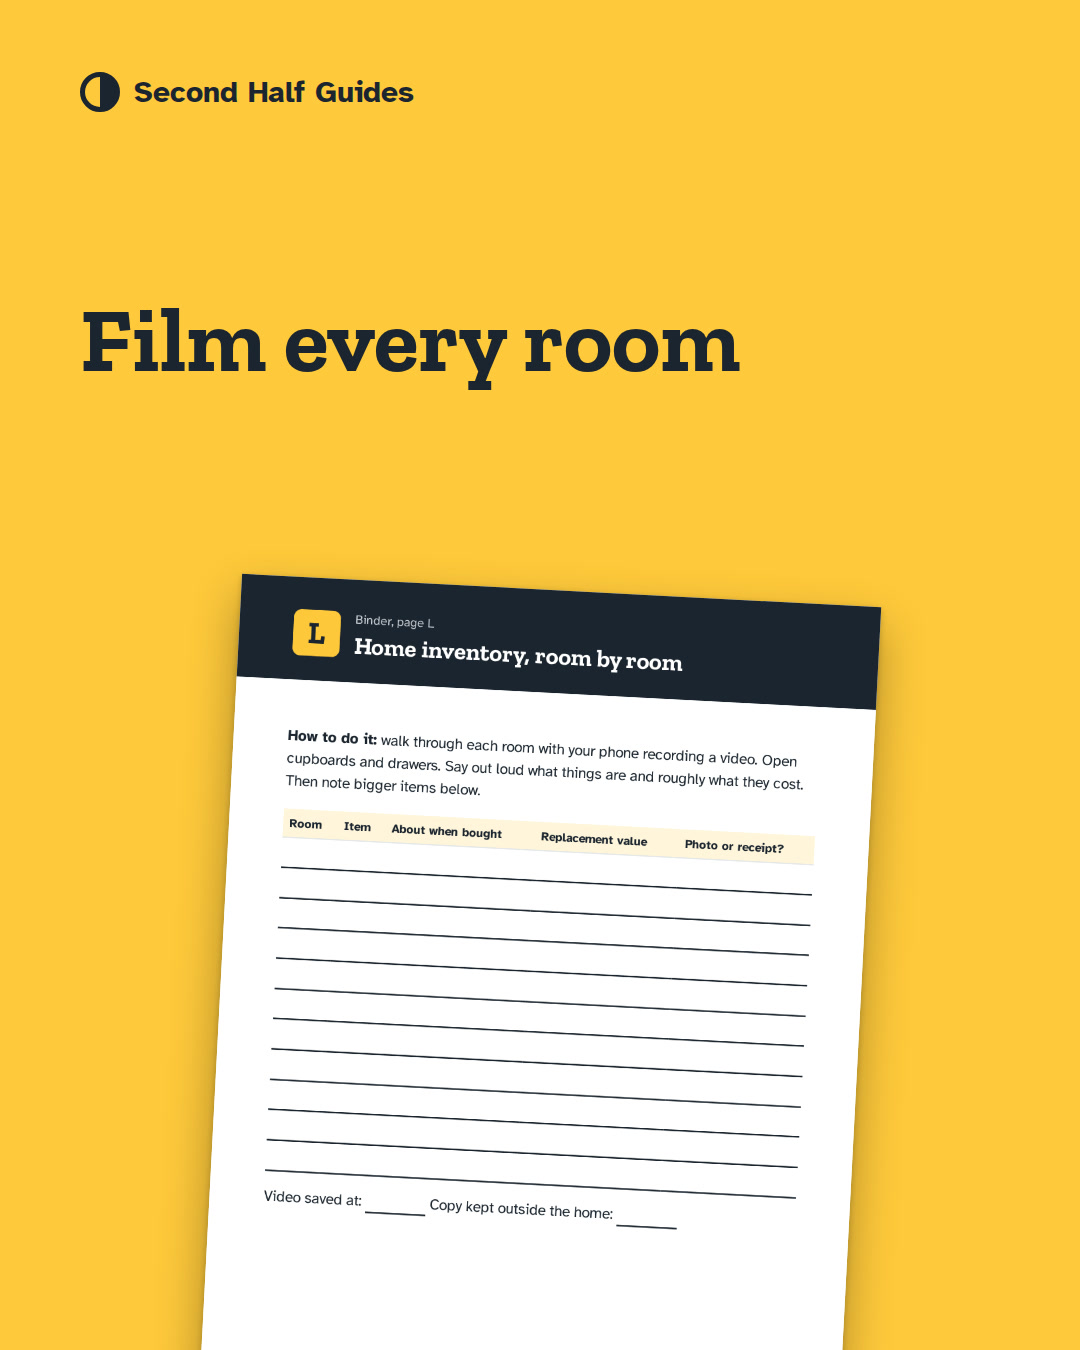 Second Half Guides
Film every room
L
Binder, page L
Home inventory, room by room
How to do it: walk through each room with your phone recording a video. Open
cupboards and drawers. Say out loud what things are and roughly what they cost.
Then note bigger items below.
Room Item About when bought Replacement value Photo or receipt?
Video saved at: Copy kept outside the home: